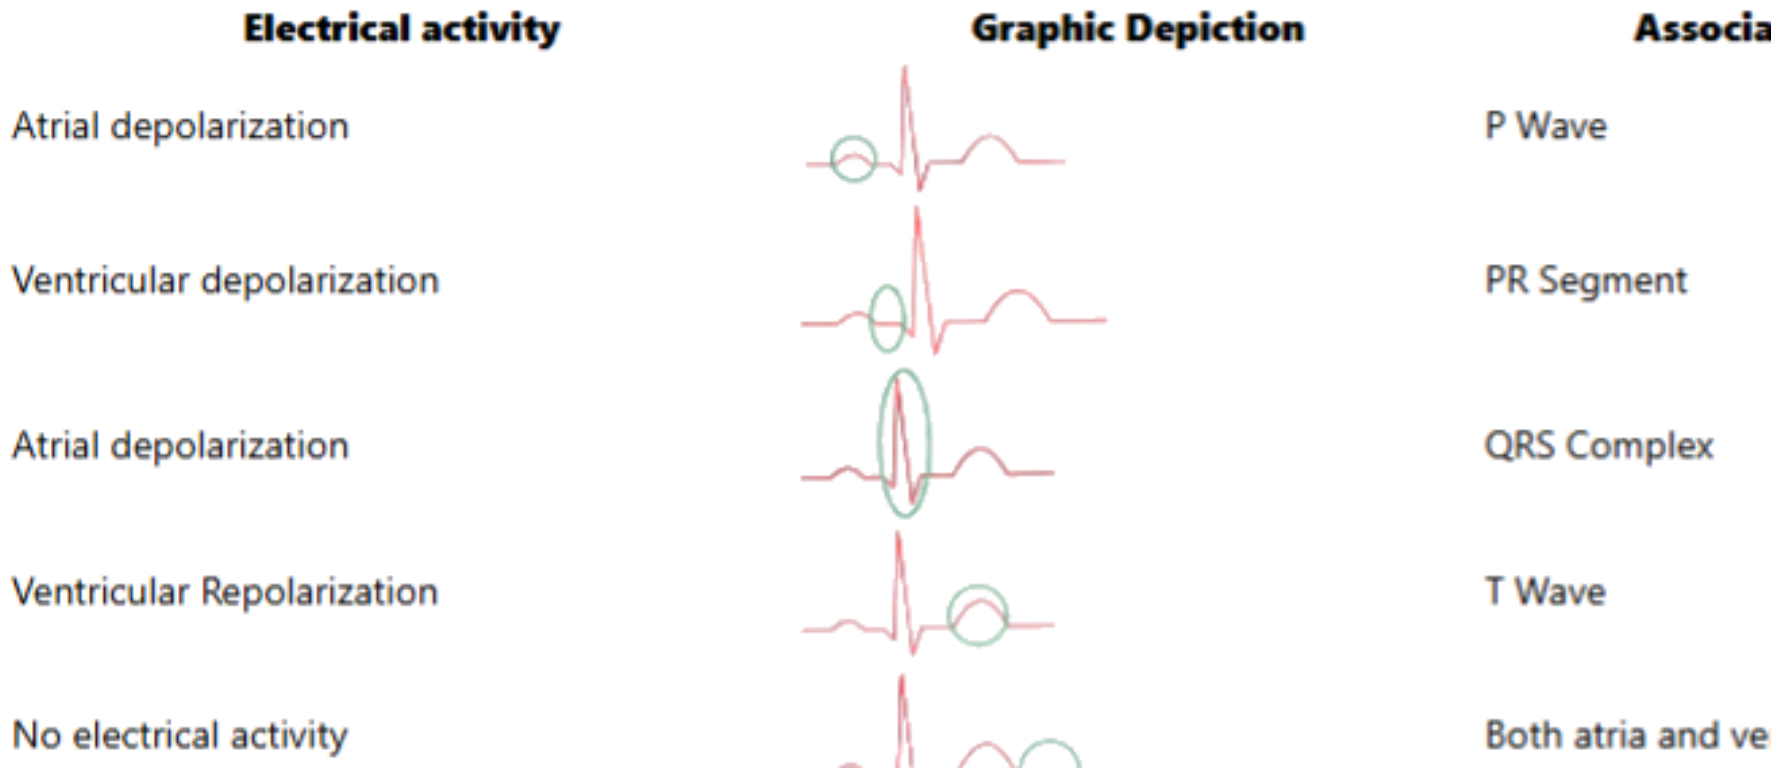 Electrical activity Graphic Depiction Associa
Atrial depolarization P Wave
Ventricular depolarization PR Segment
Atrial depolarization QRS Complex
Ventricular Repolarization T Wave
No electrical activity Both atria and ve